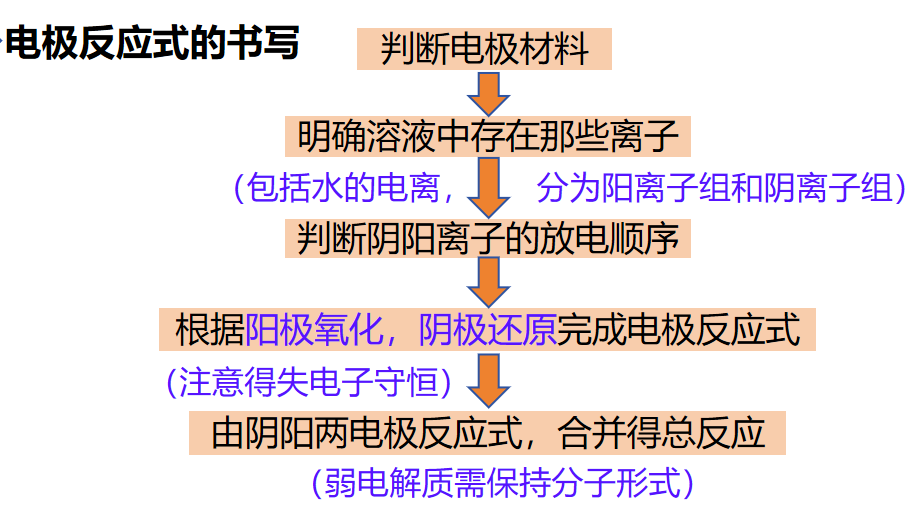 电极反应式的书写
判断电极材料
明确溶液中存在那些离子
（包括水的电离， 分为阳离子组和阴离子组）
判断阴阳离子的放电顺序
根据阳极氧化，阴极还原完成电极反应式
（注意得失电子守恒）
由阴阳两电极反应式，合并得总反应
（弱电解质需保持分子形式）